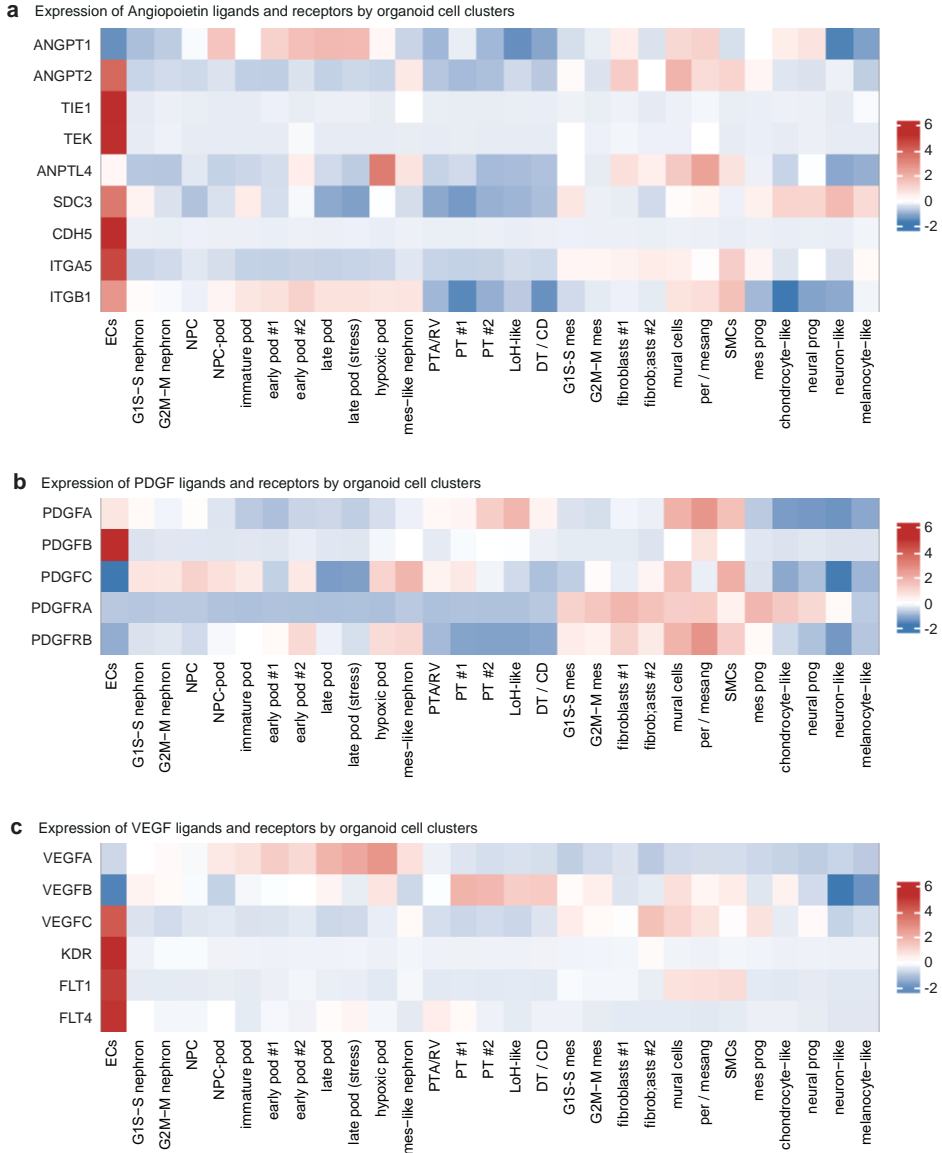 a Expression of Angiopoietin ligands and receptors by organoid cell clusters
ANGPT1
ANGPT2
TIE1
TEK
ANPTL4
SDC3
CDH5
ITGA5
ITGB1
6
4
2
0
-2
ECs
G1S−S nephron
G2M−M nephron
NPC
NPC-pod
immature pod
early pod #1
early pod #2
late pod
late pod (stress)
hypoxic pod
mes−like nephron
PTA/RV
PT #1
PT #2
LoH−like
DT / CD
G1S-S mes
G2M−M mes
fibroblasts #1
fibrob;asts #2
mural cells
per / mesang
SMCs
mes prog
chondrocyte−like
neural prog
neuron−like
melanocyte−like
b Expression of PDGF ligands and receptors by organoid cell clusters
PDGFA
PDGFB
PDGFC
PDGFRA
PDGFRB
6
4
2
0
-2
ECs
G1S−S nephron
G2M−M nephron
NPC
NPC-pod
immature pod
early pod #1
early pod #2
late pod
late pod (stress)
hypoxic pod
mes−like nephron
PTA/RV
PT #1
PT #2
LoH−like
DT / CD
G1S-S mes
G2M−M mes
fibroblasts #1
fibrob;asts #2
mural cells
per / mesang
SMCs
mes prog
chondrocyte−like
neural prog
neuron−like
melanocyte−like
c Expression of VEGF ligands and receptors by organoid cell clusters
VEGFA
VEGFB
VEGFC
KDR
FLT1
FLT4
6
4
2
0
-2
ECs
G1S−S nephron
G2M−M nephron
NPC
NPC-pod
immature pod
early pod #1
early pod #2
late pod
late pod (stress)
hypoxic pod
mes−like nephron
PTA/RV
PT #1
PT #2
LoH−like
DT / CD
G1S-S mes
G2M−M mes
fibroblasts #1
fibrob;asts #2
mural cells
per / mesang
SMCs
mes prog
chondrocyte−like
neural prog
neuron−like
melanocyte−like